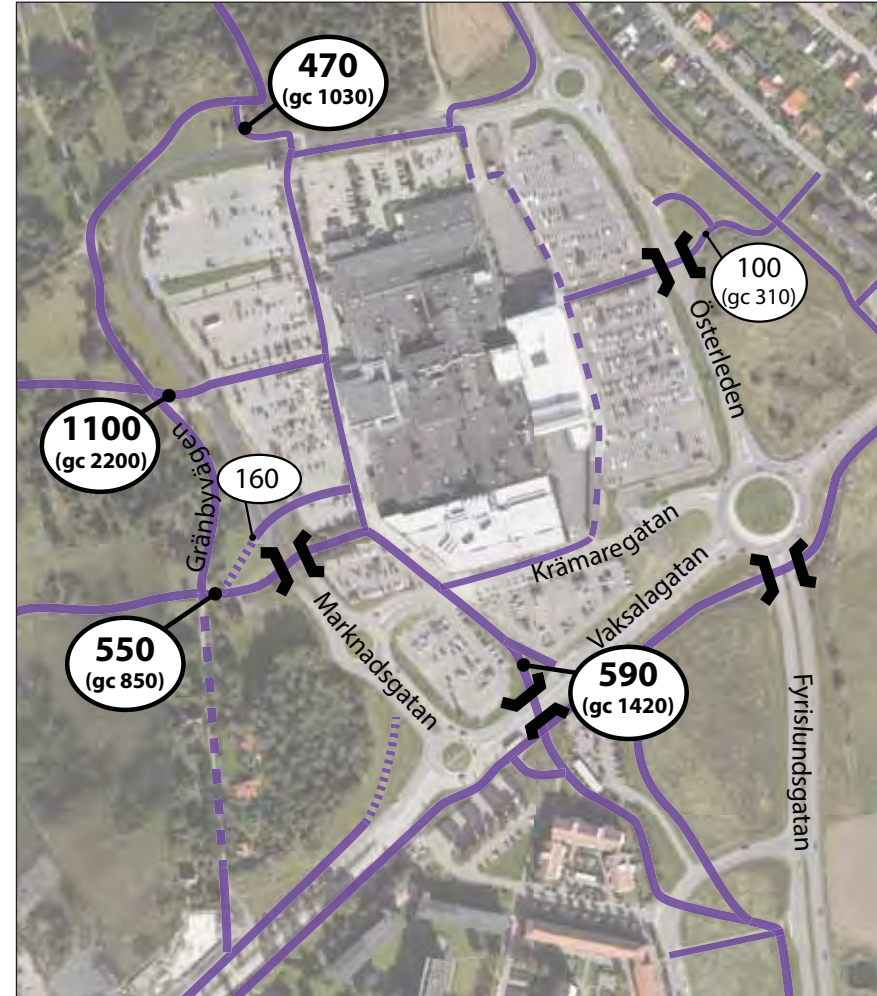 470
(gc 1030)
100
(gc 310)
Österleden
1100
(gc 2200)
Gränbyvägen
160
Krämaregatan
Vaksalagatan
Marknadsgatan
550
(gc 850)
590
(gc 1420)
Fyrislundsgatan